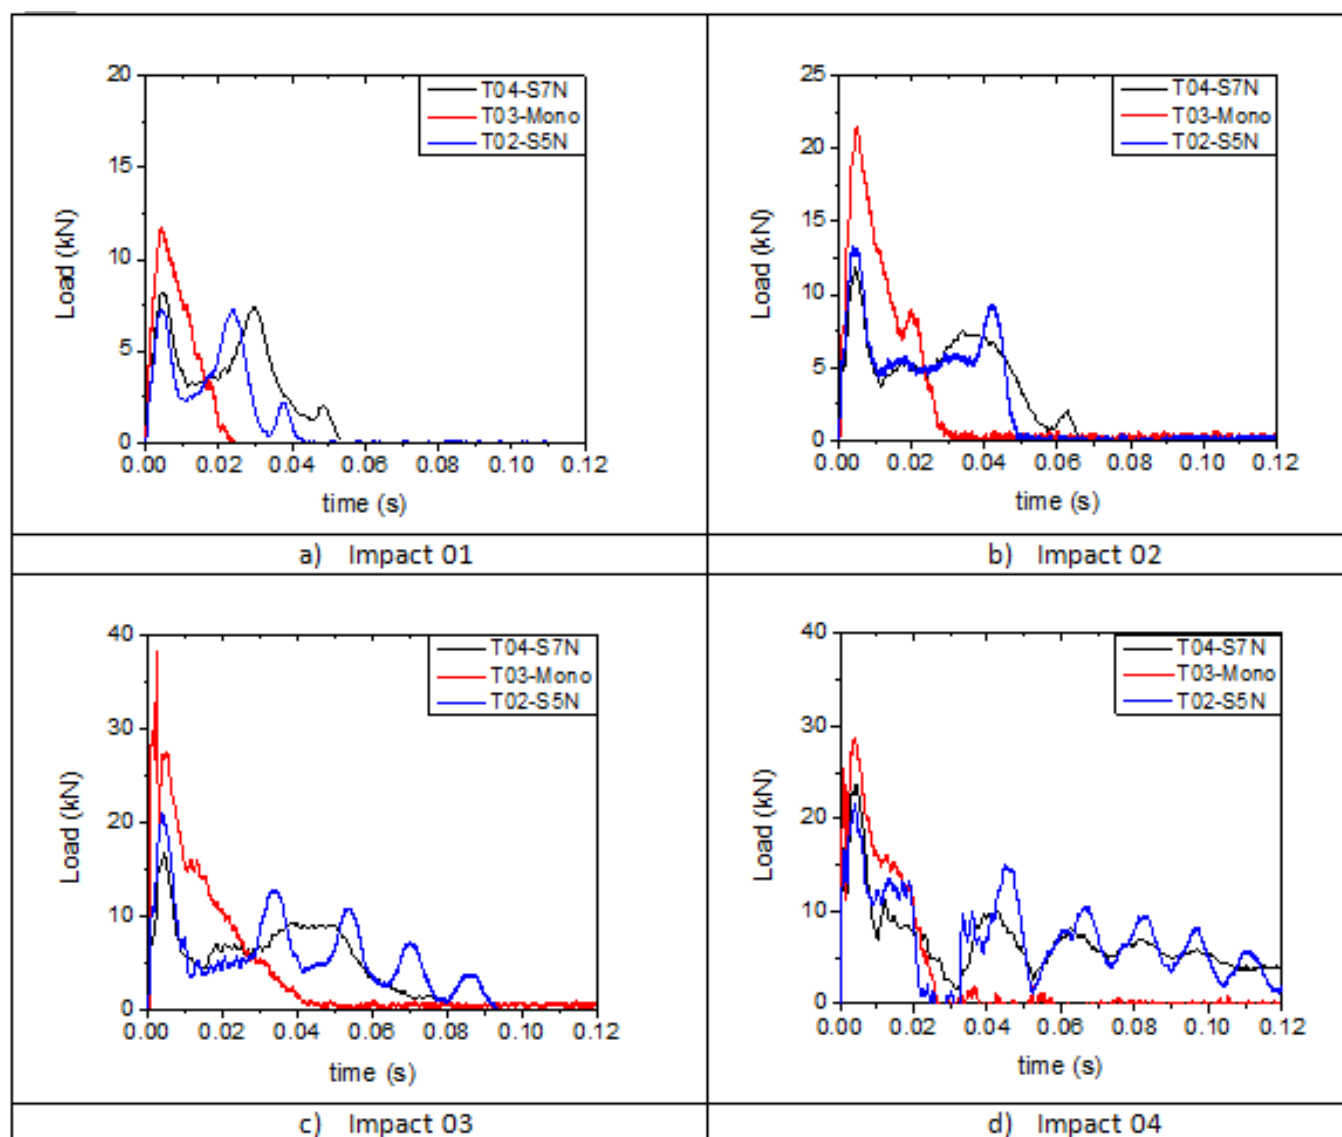 20
15
10
5
0
Load (kN)
T04-S7N
T03-Mono
T02-S5N
0.00 0.02 0.04 0.06 0.08 0.10 0.12
time (s)
a) Impact 01
25
20
15
10
5
0
Load (kN)
T04-S7N
T03-Mono
T02-S5N
0.00 0.02 0.04 0.06 0.08 0.10 0.12
time (s)
b) Impact 02
40
30
20
10
0
Load (kN)
T04-S7N
T03-Mono
T02-S5N
0.00 0.02 0.04 0.06 0.08 0.10 0.12
time (s)
c) Impact 03
40
30
20
10
0
Load (kN)
T04-S7N
T03-Mono
T02-S5N
0.00 0.02 0.04 0.06 0.08 0.10 0.12
time (s)
d) Impact 04